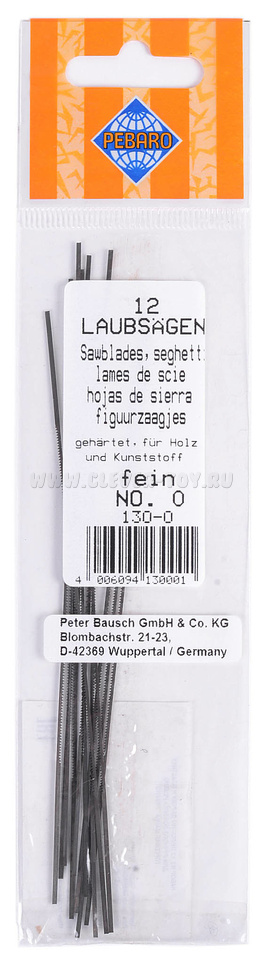 PEBARO
12
LAUBSÄGEN
Sawblades, seghett
lames de scie
hojas de sierra
figuurzaagjes
gehärtet, für Holz
und Kunststoff
fein
NO. 0
130-0
4 006094 130001
Peter Bausch GmbH & Co. KG
Blombachstr. 21-23,
D-42369 Wuppertal / Germany